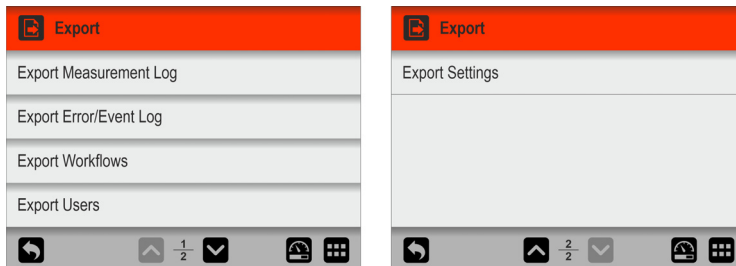 Export
Export Measurement Log
Export Error/Event Log
Export Workflows
Export Users
1
2
Export
Export Settings
2
2